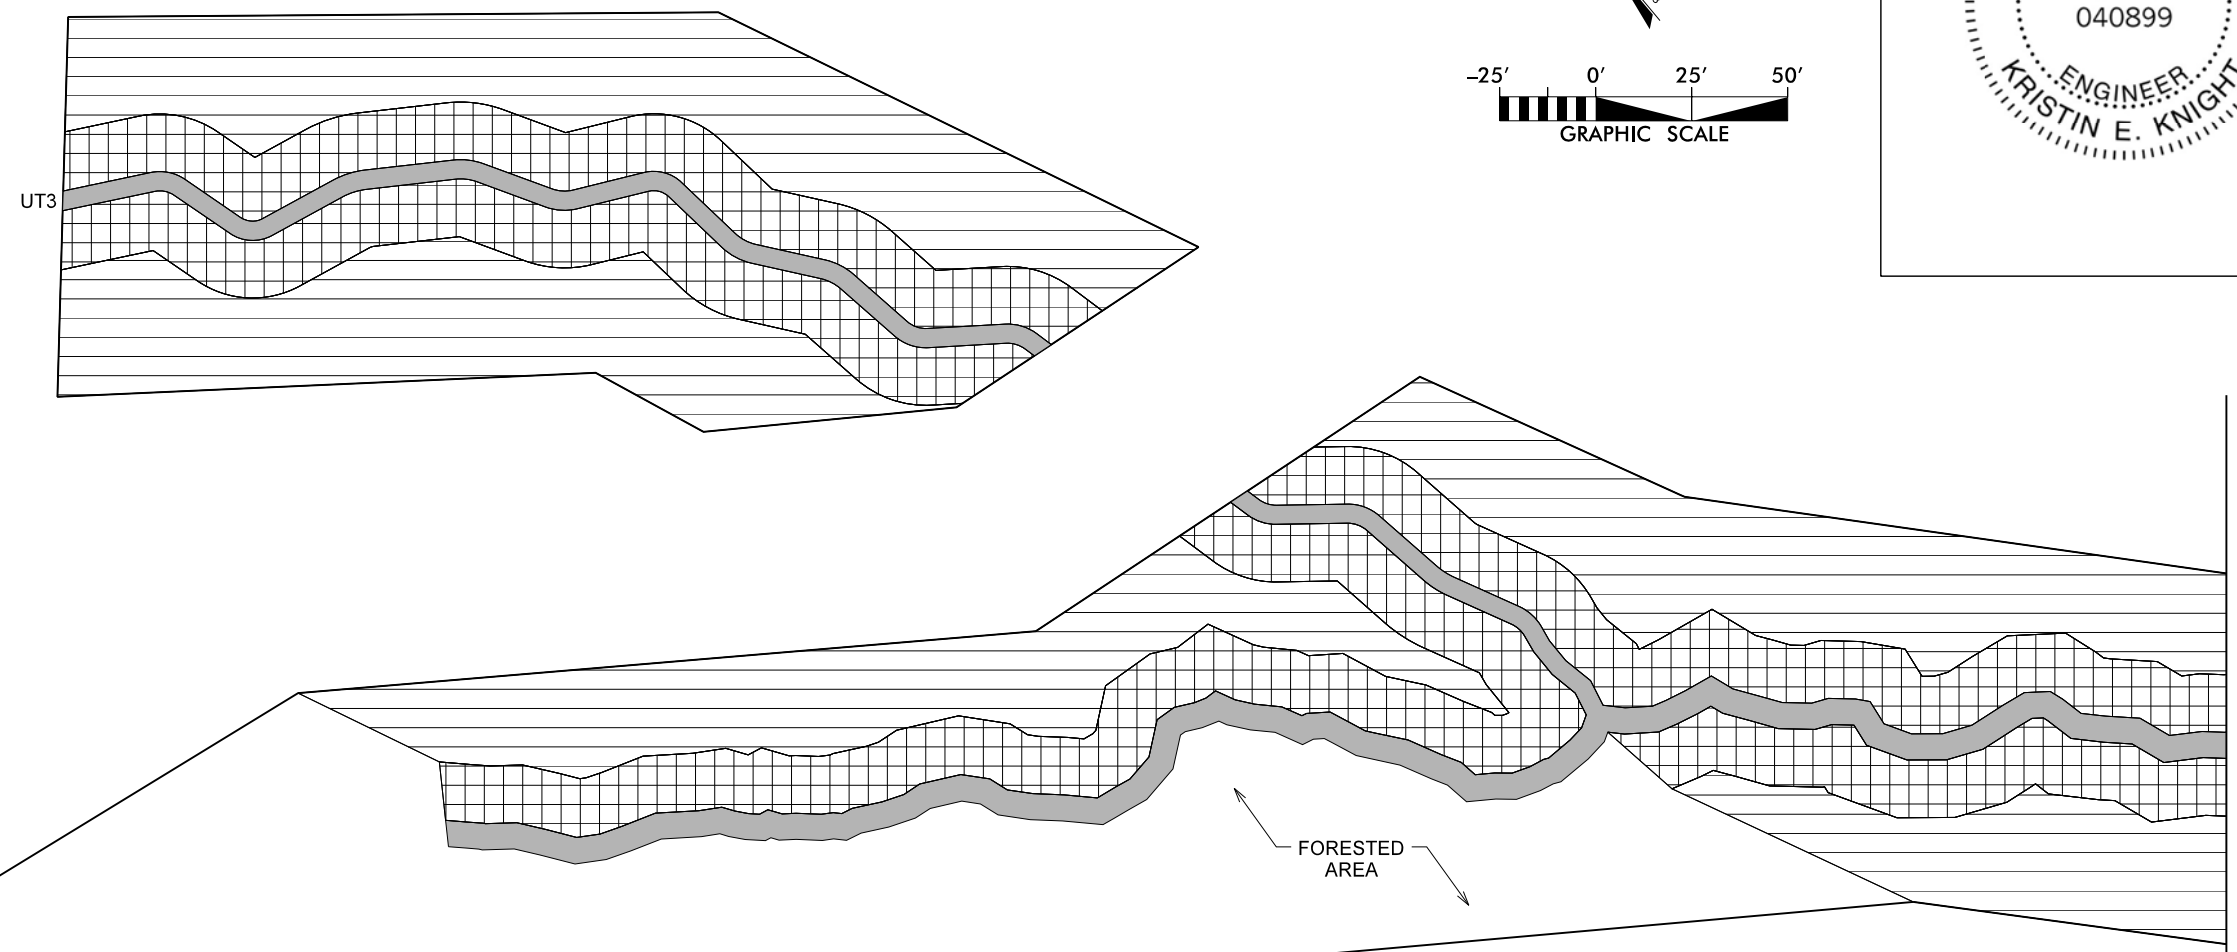 040899
ENGINEER
KRISTIN E. KNIGHT
–25′ 0′ 25′ 50′
GRAPHIC SCALE
UT3
FORESTED
AREA